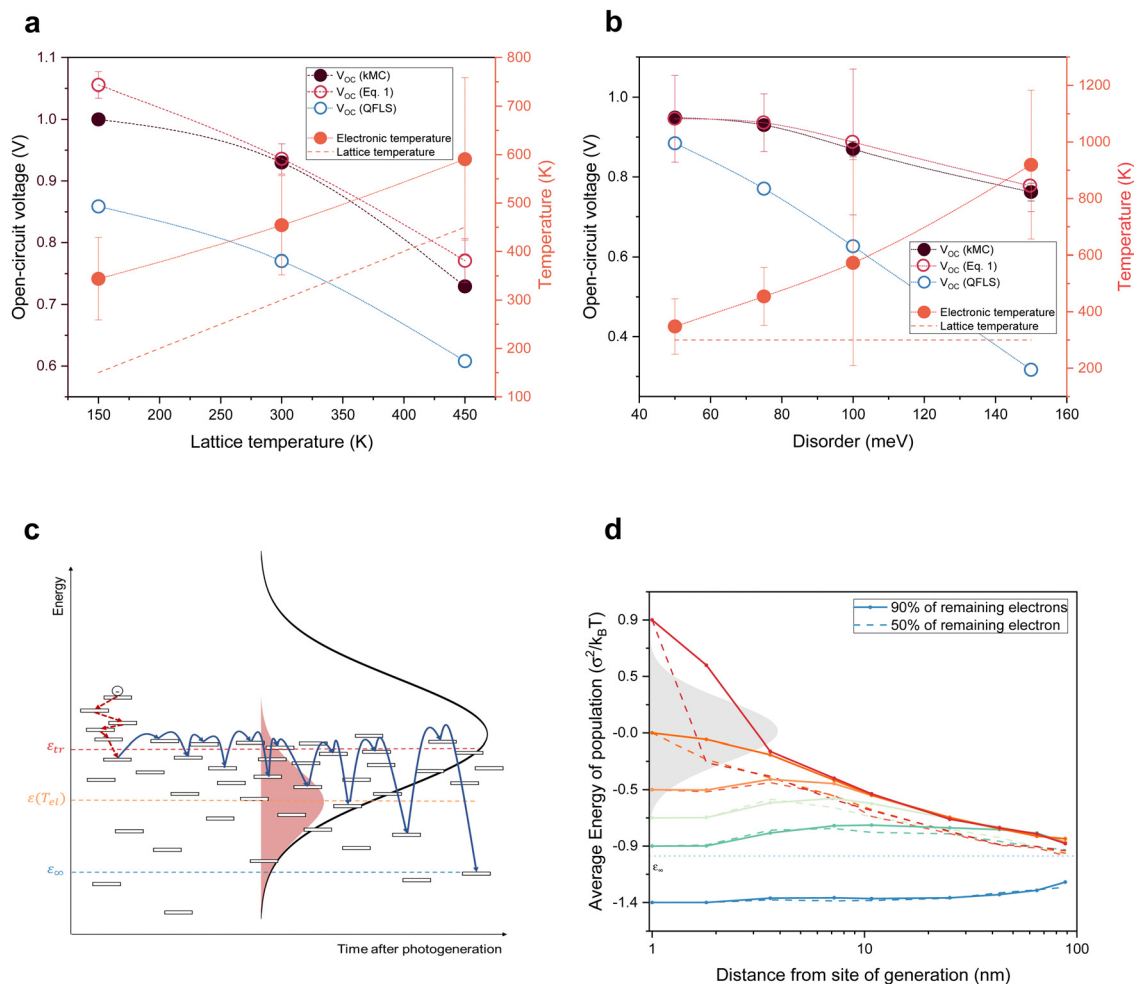 a
Open-circuit voltage (V)
1.1
1.0
0.9
0.8
0.7
0.6
V_OC (kMC)
V_OC (Eq. 1)
V_OC (QFLS)
Electronic temperature
Lattice temperature
800
700
600
500
400
300
200
100
Temperature (K)
150 200 250 300 350 400 450
Lattice temperature (K)
b
Open-circuit voltage (V)
1.0
0.8
0.6
0.4
V_OC (kMC)
V_OC (Eq. 1)
V_OC (QFLS)
Electronic temperature
Lattice temperature
1200
1000
800
600
400
200
Temperature (K)
40 60 80 100 120 140 160
Disorder (meV)
c
Energy
-
ε_tr
ε(T_el)
ε_∞
Time after photogeneration
d
Average Energy of population (σ²/k_BT)
0.9
0.5
-0.0
-0.5
-0.9
-1.4
90% of remaining electrons
50% of remaining electron
ε_∞
1 10 100
Distance from site of generation (nm)